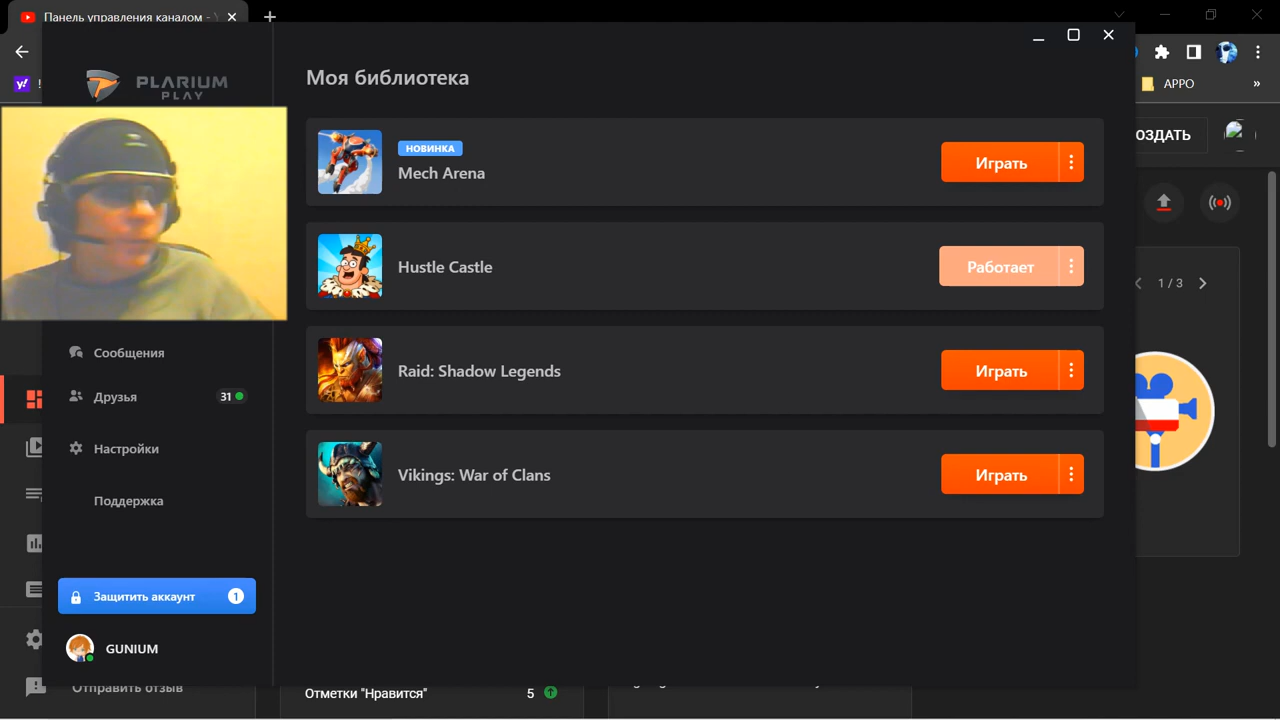 Панель управления каналом -
APPO
PLARIUM
PLAY
Моя библиотека
НОВИНКА
Mech Arena
Играть
ОЗДАТЬ
Hustle Castle
Работает
1 / 3
Raid: Shadow Legends
Играть
Vikings: War of Clans
Играть
Сообщения
Друзья
31
Настройки
Поддержка
Защитить аккаунт
1
GUNIUM
Отправить отзыв
Отметки "Нравится"
5